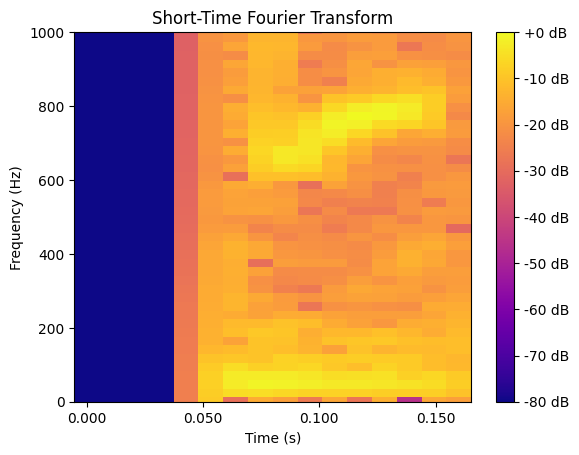 Short-Time Fourier Transform
1000
800
600
400
200
0
Frequency (Hz)
0.000
0.050
0.100
0.150
Time (s)
+0 dB
-10 dB
-20 dB
-30 dB
-40 dB
-50 dB
-60 dB
-70 dB
-80 dB